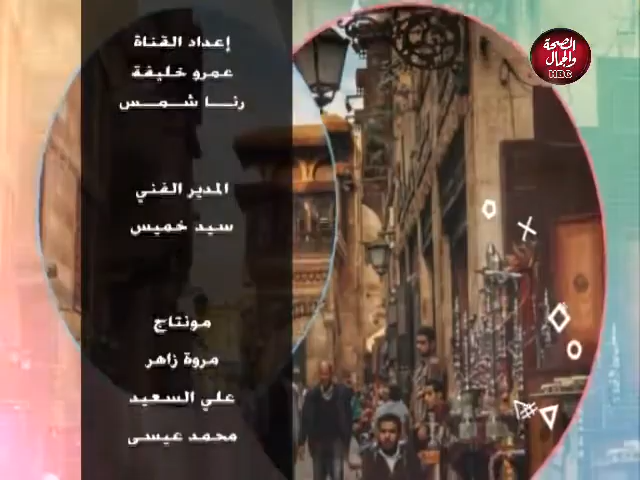 إعداد القناة
عمرو خليفة
رنا شمس
المدير الفني
سيد خميس
مونتاج
مروة زاهر
علي السعيد
محمد عيسى
الصحة
والجمال
HBC